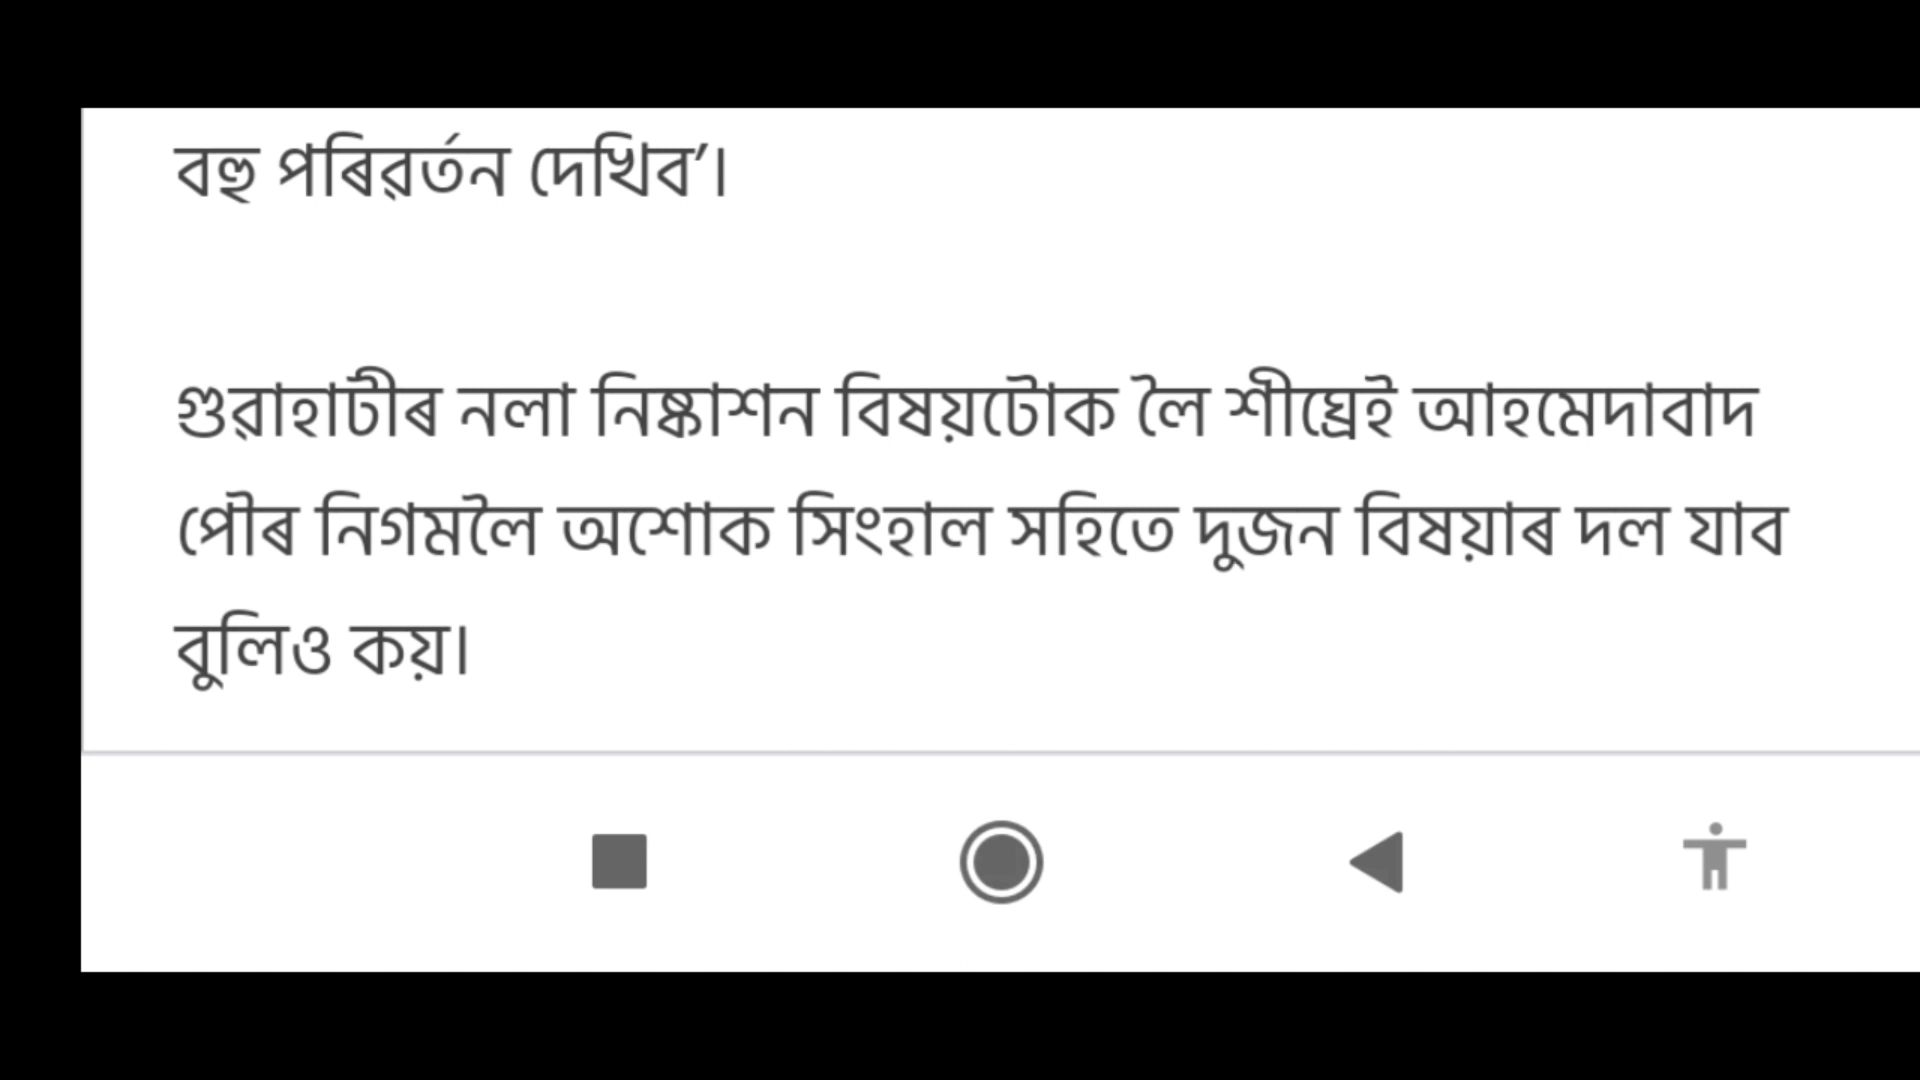 বহু পৰিৱৰ্তন দেখিব’।
গুৱাহাটীৰ নলা নিষ্কাশন বিষয়টোক লৈ শীঘ্ৰেই আহমেদাবাদ
পৌৰ নিগমলৈ অশোক সিংহাল সহিতে দুজন বিষয়াৰ দল যাব
বুলিও কয়।